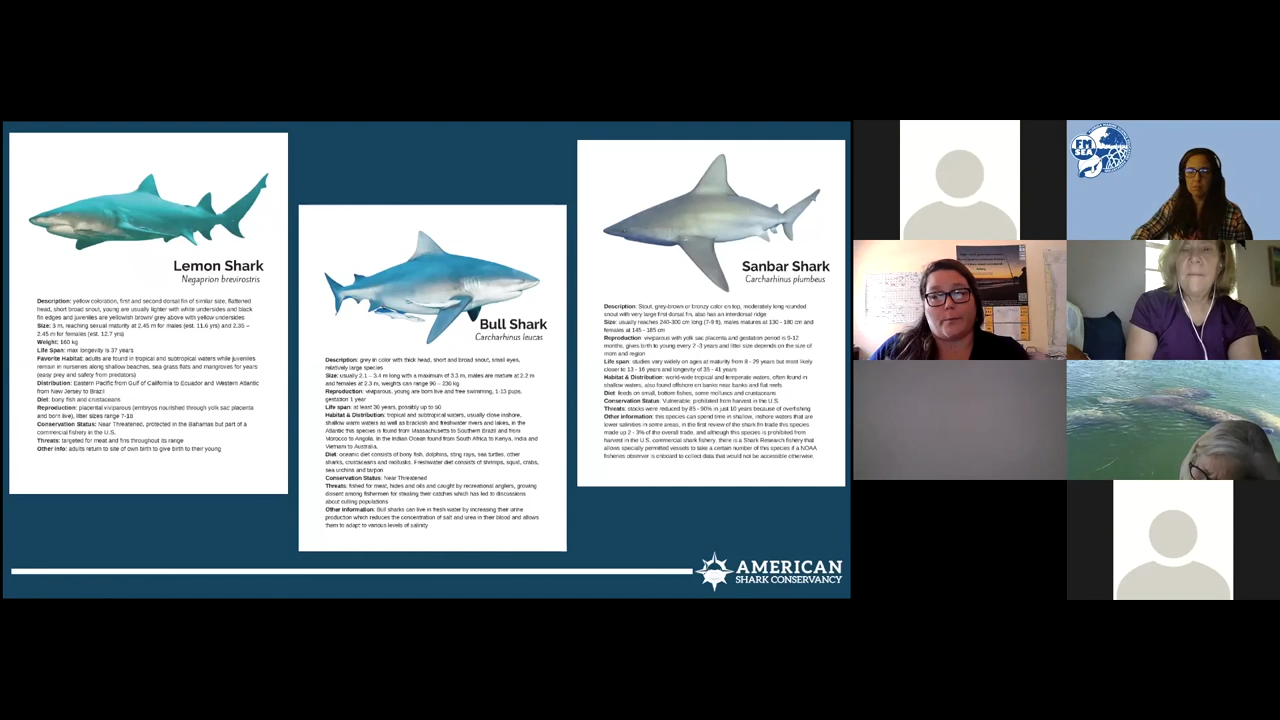 Lemon Shark
Negaprion brevirostris
Description: yellow coloration, first and second dorsal fin of similar size, flattened
head, short broad snout, young are usually lighter with white undersides and black
fin edges and juveniles are yellowish brown/ grey above with yellow undersides
Size: 3 m, reaching sexual maturity at 2.45 m for males (est. 11.6 yrs) and 2.35 –
2.45 m for females (est. 12.7 yrs)
Weight: 160 kg
Life Span: max longevity is 37 years
Favorite Habitat: adults are found in tropical and subtropical waters while juveniles
remain in nurseries along shallow beaches, sea grass flats and mangroves for years
(easy prey and safety from predators)
Distribution: Eastern Pacific from Gulf of California to Ecuador and Western Atlantic
from New Jersey to Brazil
Diet: bony fish and crustaceans
Reproduction: placental viviparous (embryos nourished through yolk sac placenta
and born live), litter sizes range 7-18
Conservation Status: Near Threatened, protected in the Bahamas but part of a
commercial fishery in the U.S.
Threats: targeted for meat and fins throughout its range
Other Info: adults return to site of own birth to give birth to their young
Bull Shark
Carcharhinus leucas
Description: grey in color with thick head, short and broad snout, small eyes,
relatively large species
Size: usually 2.1 – 3.4 m long with a maximum of 3.3 m, males are mature at 2.2 m
and females at 2.3 m, weights can range 90 – 230 kg
Reproduction: viviparous, young are born live and free swimming, 1-13 pups,
gestation 1 year
Life span: at least 30 years, possibly up to 50
Habitat & Distribution: tropical and subtropical waters, usually close inshore,
shallow warm waters as well as brackish and freshwater rivers and lakes, in the
Atlantic this species is found from Massachusetts to Southern Brazil and from
Morocco to Angola. In the Indian Ocean found from South Africa to Kenya, India and
Vietnam to Australia.
Diet: oceanic diet consists of bony fish, dolphins, sting rays, sea turtles, other
sharks, crustaceans and mollusks. Freshwater diet consists of shrimps, squid, crabs,
sea urchins and tarpon
Conservation Status: Near Threatened
Threats: fished for meat, hides and oils and caught by recreational anglers, growing
dissent among fishermen for stealing their catches which has led to discussions
about culling populations
Other Information: Bull sharks can live in fresh water by increasing their urine
production which reduces the concentration of salt and urea in their blood and allows
them to adapt to various levels of salinity
Sanbar Shark
Carcharhinus plumbeus
Description: Stout, grey-brown or bronzy color on top, moderately long rounded
snout with very large first dorsal fin, also has an interdorsal ridge
Size: usually reaches 240-300 cm long (7-9 ft), males matures at 130 - 180 cm and
females at 145 - 185 cm
Reproduction: viviparous with yolk sac placenta and gestation period is 9-12
months, gives birth to young every 2 -3 years and litter size depends on the size of
mom and region
Life span: studies vary widely on ages at maturity from 8 - 29 years but most likely
closer to 13 - 16 years and longevity of 35 - 41 years
Habitat & Distribution: world-wide tropical and temperate waters, often found in
shallow waters, also found offshore on banks near banks and flat reefs
Diet: feeds on small, bottom fishes, some molluscs and crustaceans
Conservation Status: Vulnerable, prohibited from harvest in the U.S.
Threats: stocks were reduced by 85 - 90% in just 10 years because of overfishing
Other Information: this species can spend time in shallow, inshore waters that are
lower salinities in some areas, in the first review of the shark fin trade this species
made up 2 - 3% of the overall trade, and although this species is prohibited from
harvest in the U.S. commercial shark fishery, there is a Shark Research fishery that
allows specially permitted vessels to take a certain number of this species if a NOAA
fisheries observer is onboard to collect data that would not be accessible otherwise.
AMERICAN
SHARK CONSERVANCY
FM
SEA